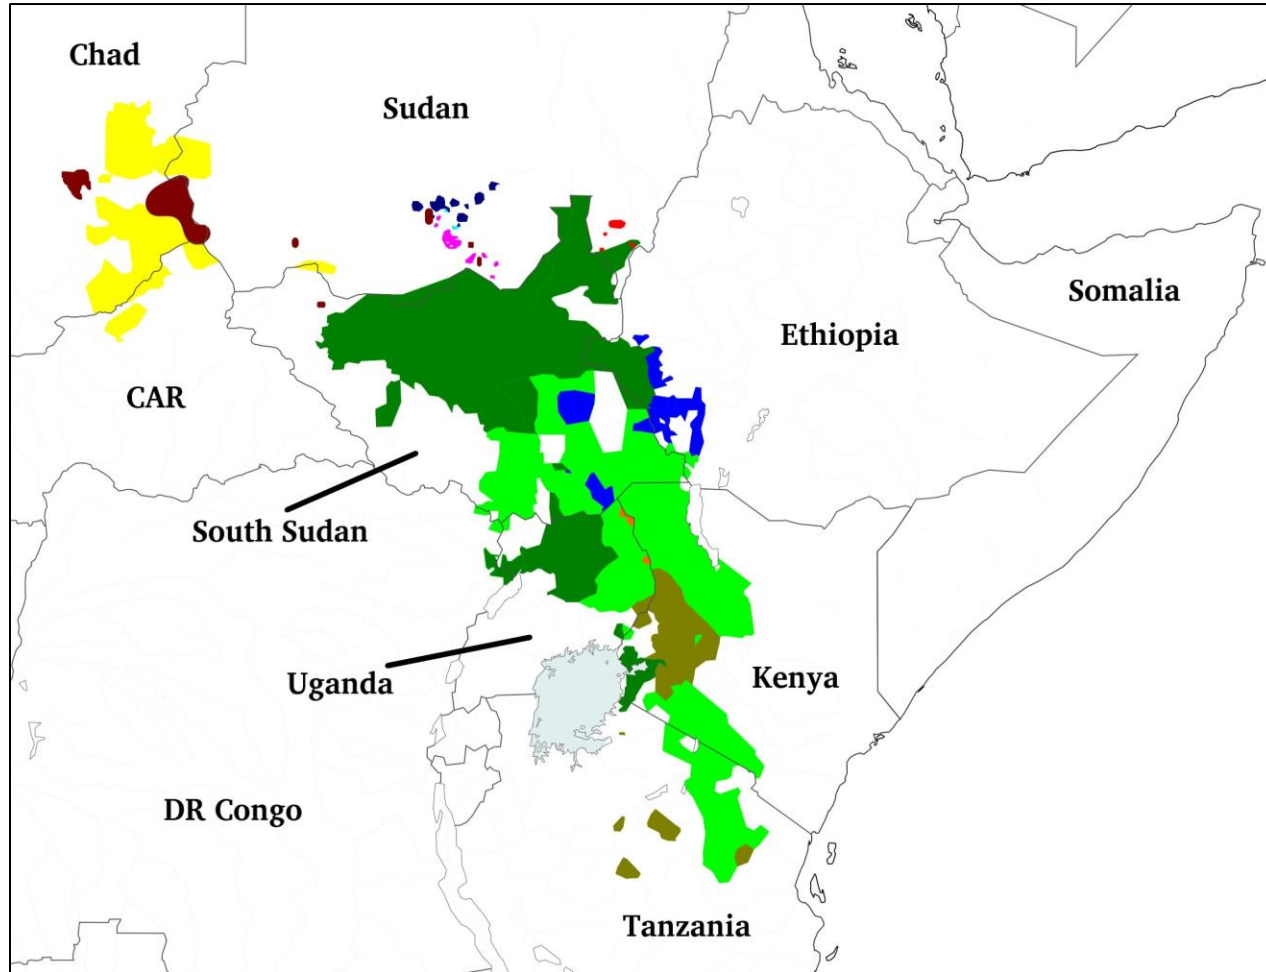 Chad
Sudan
Somalia
Ethiopia
CAR
South Sudan
Uganda
Kenya
DR Congo
Tanzania